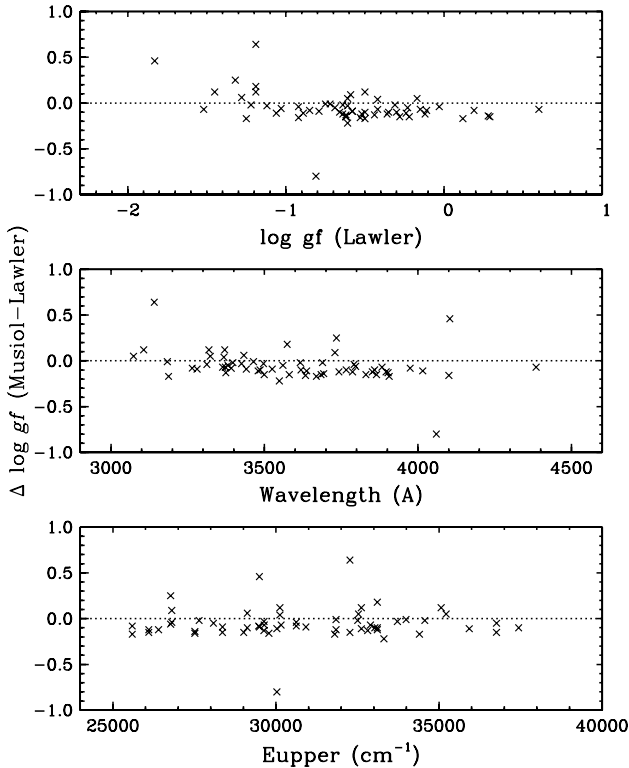 1.0
0.5
0.0
−0.5
−1.0
−2 −1 0 1
log gf (Lawler)
1.0
0.5
0.0
−0.5
−1.0
3000 3500 4000 4500
Wavelength (A)
Δ log gf (Musiol−Lawler)
1.0
0.5
0.0
−0.5
−1.0
25000 30000 35000 40000
Eupper (cm⁻¹)